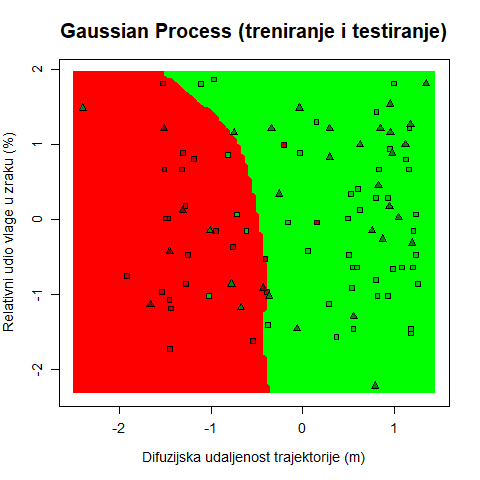 Gaussian Process (treniranje i testiranje)
Relativni udio vlage u zraku (%)
2
1
0
-1
-2
-2 -1 0 1
Difuzijska udaljenost trajektorije (m)